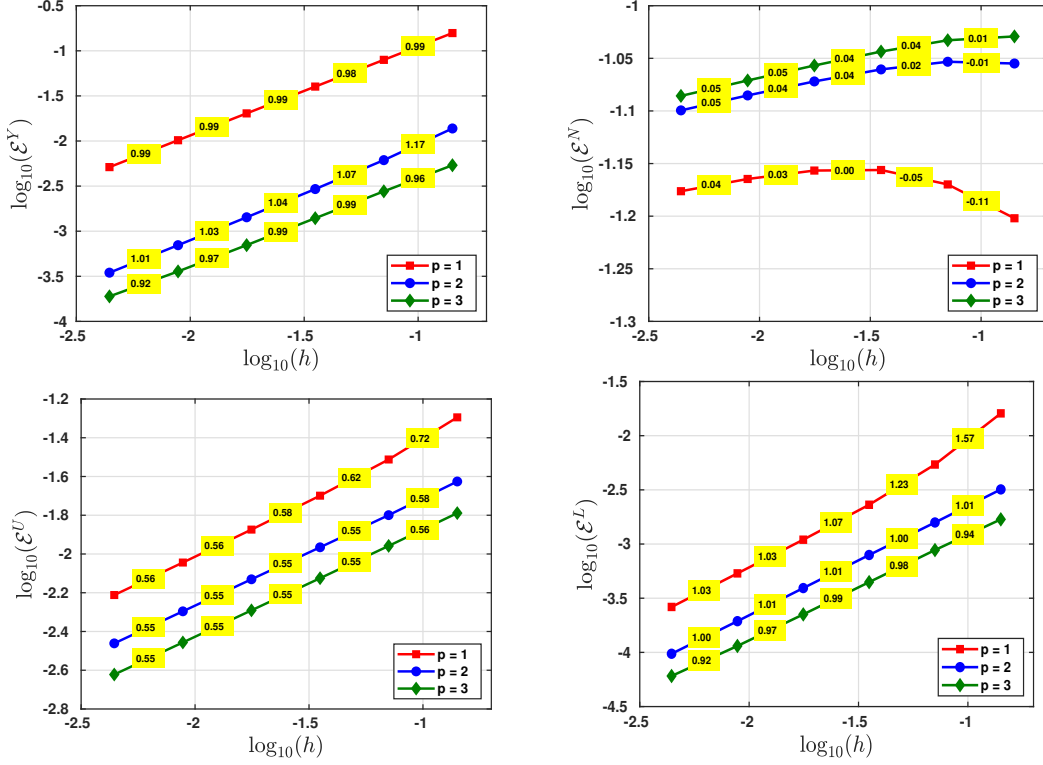 -1
-1.5
-2
-2.5
-3
-3.5
-4
log₁₀(𝓔^Y)
0.99
0.98
0.99
0.99
0.99
1.17
1.07
1.04
1.03
1.01
0.96
0.99
0.99
0.97
0.92
p = 1
p = 2
p = 3
-2.5 -2 -1.5 -1
log₁₀(h)
-1
-1.05
-1.1
-1.15
-1.2
-1.25
-1.3
log₁₀(𝓔^N)
0.05 0.05 0.04 0.04 0.01
0.05 0.04 0.04 0.02 -0.01
0.04 0.03 0.00 -0.05 -0.11
p = 1
p = 2
p = 3
-2.5 -2 -1.5 -1
log₁₀(h)
-1.2
-1.4
-1.6
-1.8
-2
-2.2
-2.4
-2.6
-2.8
log₁₀(𝓔^U)
0.72
0.62
0.58
0.56
0.56
0.58
0.55
0.55
0.55
0.55
0.56
0.55
0.55
0.55
0.55
p = 1
p = 2
p = 3
-2.5 -2 -1.5 -1
log₁₀(h)
-1.5
-2
-2.5
-3
-3.5
-4
-4.5
log₁₀(𝓔^L)
1.57
1.23
1.07
1.03
1.03
1.01
1.00
1.01
1.01
1.00
0.94
0.98
0.99
0.97
0.92
p = 1
p = 2
p = 3
-2.5 -2 -1.5 -1
log₁₀(h)